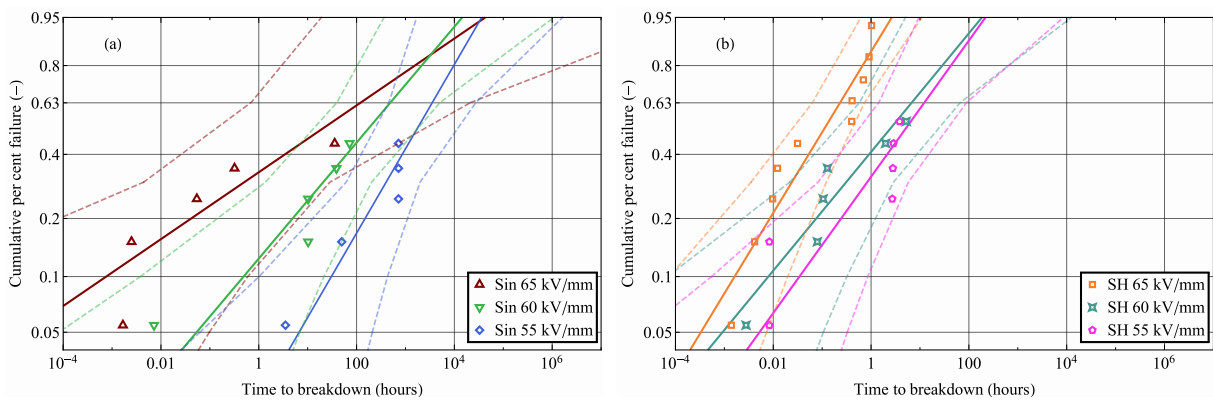 (a)
Cumulative per cent failure (−)
0.95
0.8
0.63
0.4
0.2
0.1
0.05
Sin 65 kV/mm
Sin 60 kV/mm
Sin 55 kV/mm
10⁻⁴ 0.01 1 100 10⁴ 10⁶
Time to breakdown (hours)
(b)
Cumulative per cent failure (−)
0.95
0.8
0.63
0.4
0.2
0.1
0.05
SH 65 kV/mm
SH 60 kV/mm
SH 55 kV/mm
10⁻⁴ 0.01 1 100 10⁴ 10⁶
Time to breakdown (hours)